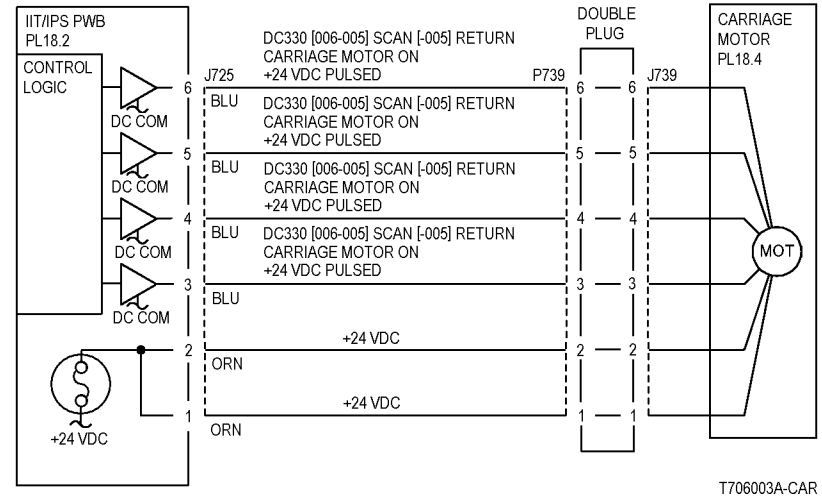 IIT/IPS PWB
PL18.2
CONTROL
LOGIC
DC COM
DC COM
DC COM
DC COM
+24 VDC
6
5
4
3
2
1
J725
BLU
BLU
BLU
BLU
ORN
ORN
DC330 [006-005] SCAN [-005] RETURN
CARRIAGE MOTOR ON
+24 VDC PULSED
DC330 [006-005] SCAN [-005] RETURN
CARRIAGE MOTOR ON
+24 VDC PULSED
DC330 [006-005] SCAN [-005] RETURN
CARRIAGE MOTOR ON
+24 VDC PULSED
DC330 [006-005] SCAN [-005] RETURN
CARRIAGE MOTOR ON
+24 VDC PULSED
+24 VDC
+24 VDC
P739
DOUBLE
PLUG
6 6
5 5
4 4
3 3
2 2
1 1
J739
CARRIAGE
MOTOR
PL18.4
MOT
T706003A-CAR